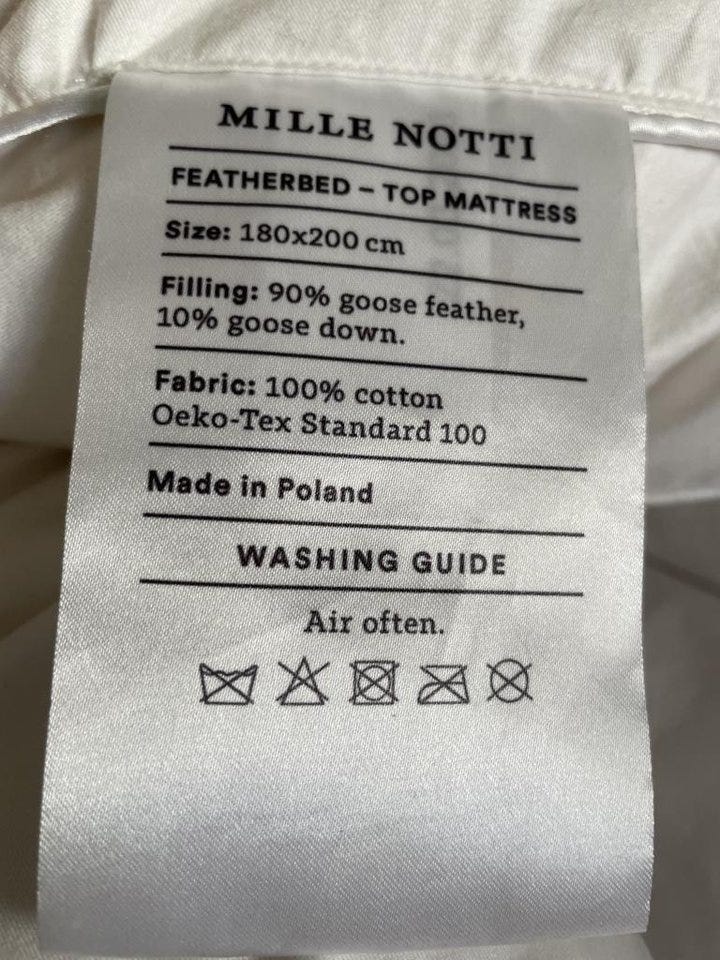 MILLE NOTTI
FEATHERBED – TOP MATTRESS
Size: 180x200 cm
Filling: 90% goose feather,
10% goose down.
Fabric: 100% cotton
Oeko-Tex Standard 100
Made in Poland
WASHING GUIDE
Air often.